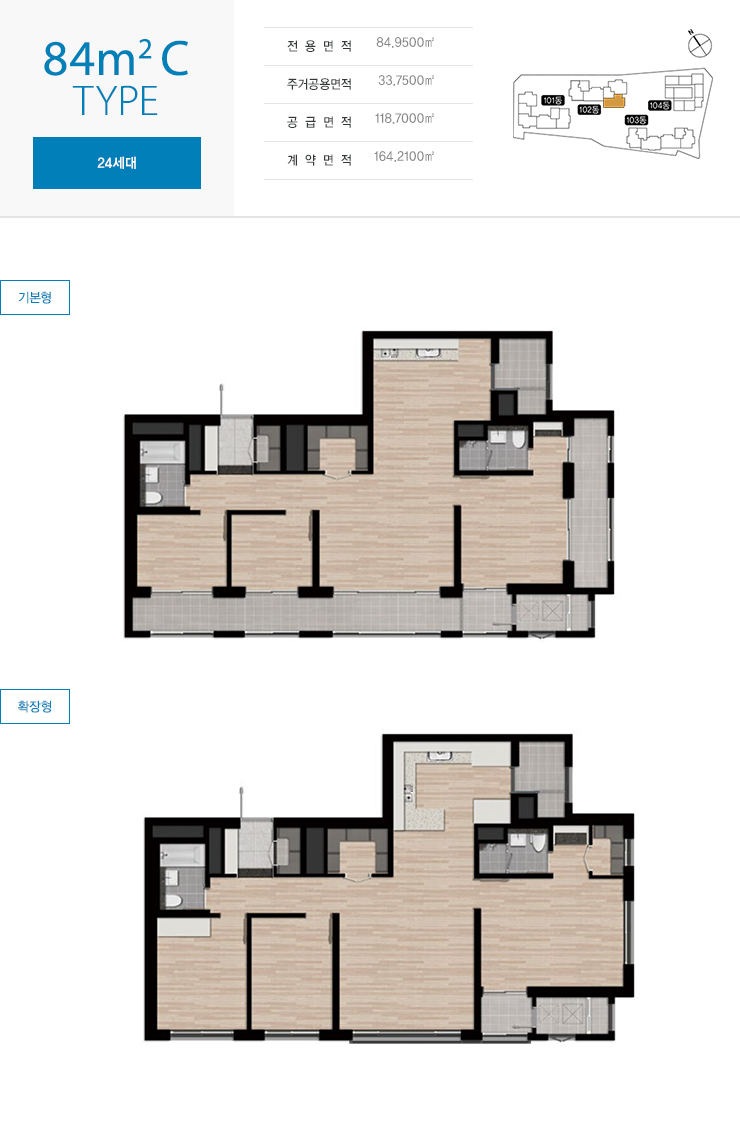 84m² C
TYPE
24세대
전 용 면 적 84.9500㎡
주거공용면적 33.7500㎡
공 급 면 적 118.7000㎡
계 약 면 적 164.2100㎡
N
101동
102동
104동
103동
기본형
확장형